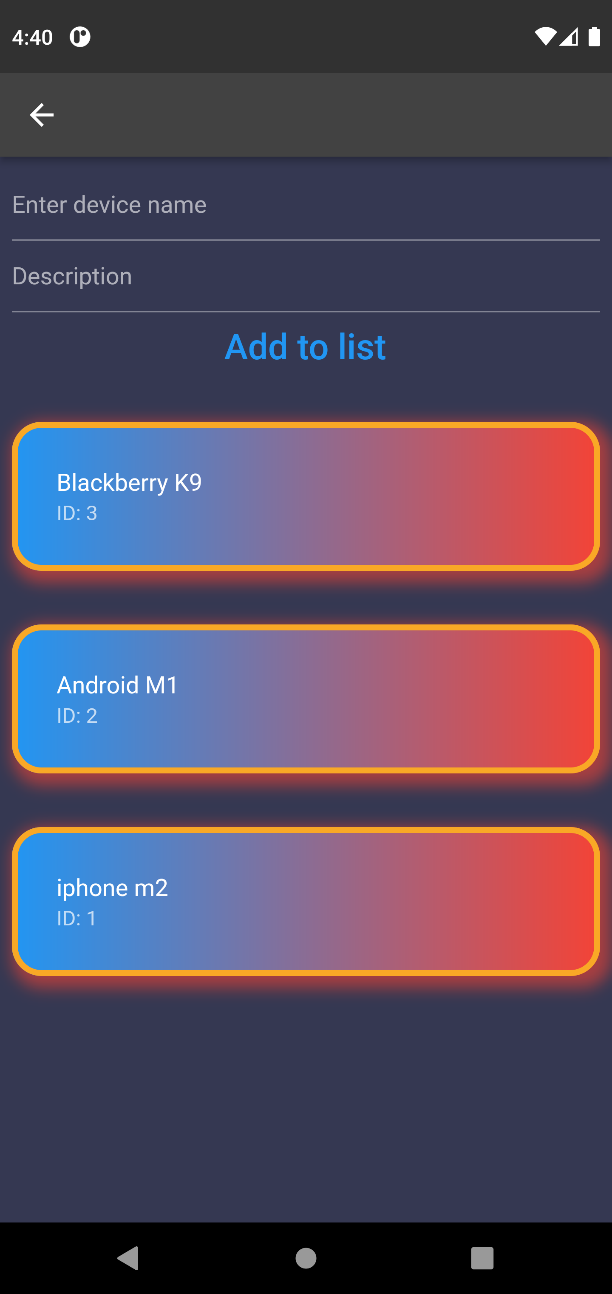 4:40
Enter device name
Description
Add to list
Blackberry K9
ID: 3
Android M1
ID: 2
iphone m2
ID: 1